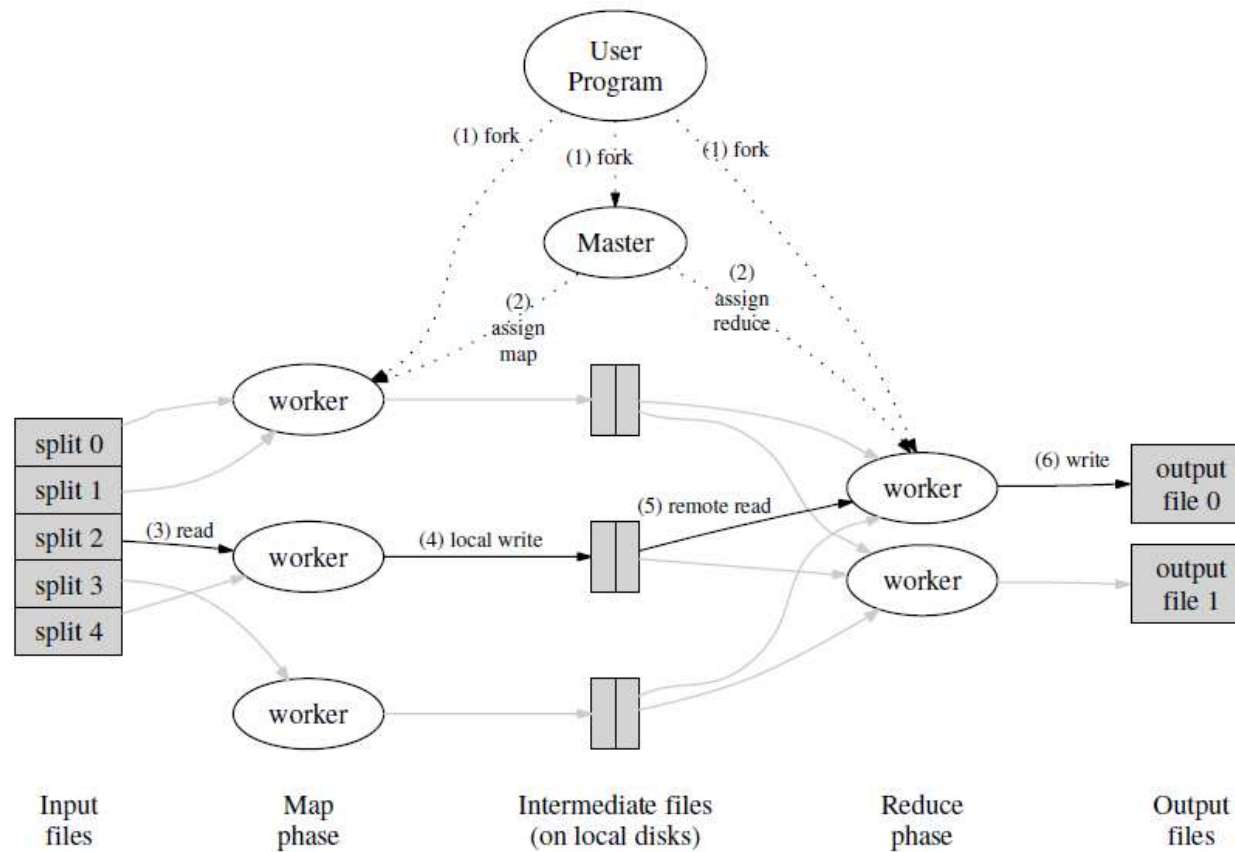 User
Program
(1) fork
(1) fork
(1) fork
Master
(2)
assign
map
(2)
assign
reduce
worker
split 0
split 1
split 2
split 3
split 4
(3) read
worker
(4) local write
(5) remote read
worker
(6) write
output
file 0
worker
output
file 1
worker
Input
files
Map
phase
Intermediate files
(on local disks)
Reduce
phase
Output
files